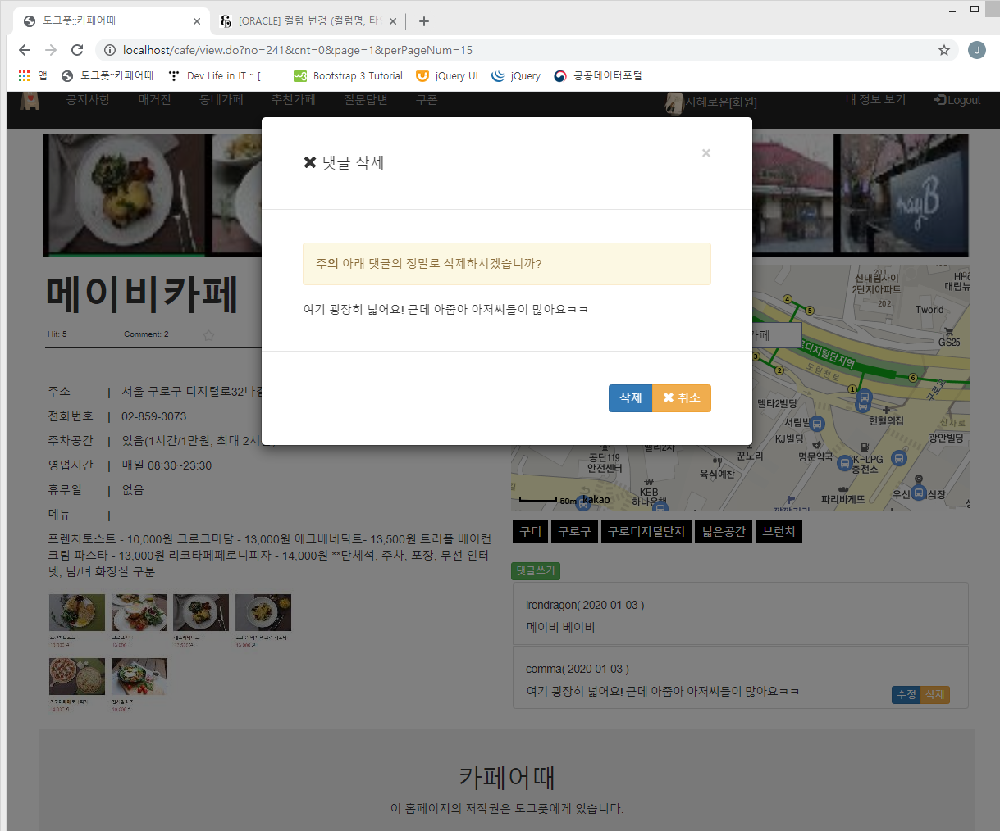 도그풋::카페어때
[ORACLE] 컬럼 변경 (컬럼명, 타입
localhost/cafe/view.do?no=241&cnt=0&page=1&perPageNum=15
J
앱
도그풋::카페어때
Dev Life in IT :: [...
Bootstrap 3 Tutorial
jQuery UI
jQuery
공공데이터포털
공지사항 매거진 동네카페 추천카페 질문답변 쿠폰
지혜로운[회원]
내 정보 보기
Logout
댓글 삭제
×
주의 아래 댓글의 정말로 삭제하시겠습니까?
여기 굉장히 넓어요! 근데 아줌아 아저씨들이 많아요ㅋㅋ
삭제
취소
mayB
메이비카페
Hit: 5
Comment: 2
주소 | 서울 구로구 디지털로32나길
전화번호 | 02-859-3073
주차공간 | 있음(1시간/1만원, 최대 2시
영업시간 | 매일 08:30~23:30
휴무일 | 없음
메뉴 |
프렌치토스트 - 10,000원 크로크마담 - 13,000원 에그베네딕트- 13,500원 트러플 베이컨
크림 파스타 - 13,000원 리코타페페로니피자 - 14,000원 **단체석, 주차, 포장, 무선 인터
넷, 남/녀 화장실 구분
201
신대림자이
2단지아파트
202
대림뉴
Tworld
GS25
카페
로디지털단지역
도림천로
구로교
델타2빌딩
서림빌
헌혈의집
신사로
KJ빌딩
광안빌딩
명문약국
SK-LPG
충전소
꾼노리
공단119
안전센터
육식예찬
KEB
하나은행
파리바게뜨
우신
식장
50m
kakao
구디 구로구 구로디지털단지 넓은공간 브런치
댓글쓰기
irondragon( 2020-01-03 )
메이비 베이비
comma( 2020-01-03 )
여기 굉장히 넓어요! 근데 아줌아 아저씨들이 많아요ㅋㅋ
수정 삭제
카페어때
이 홈페이지의 저작권은 도그풋에게 있습니다.